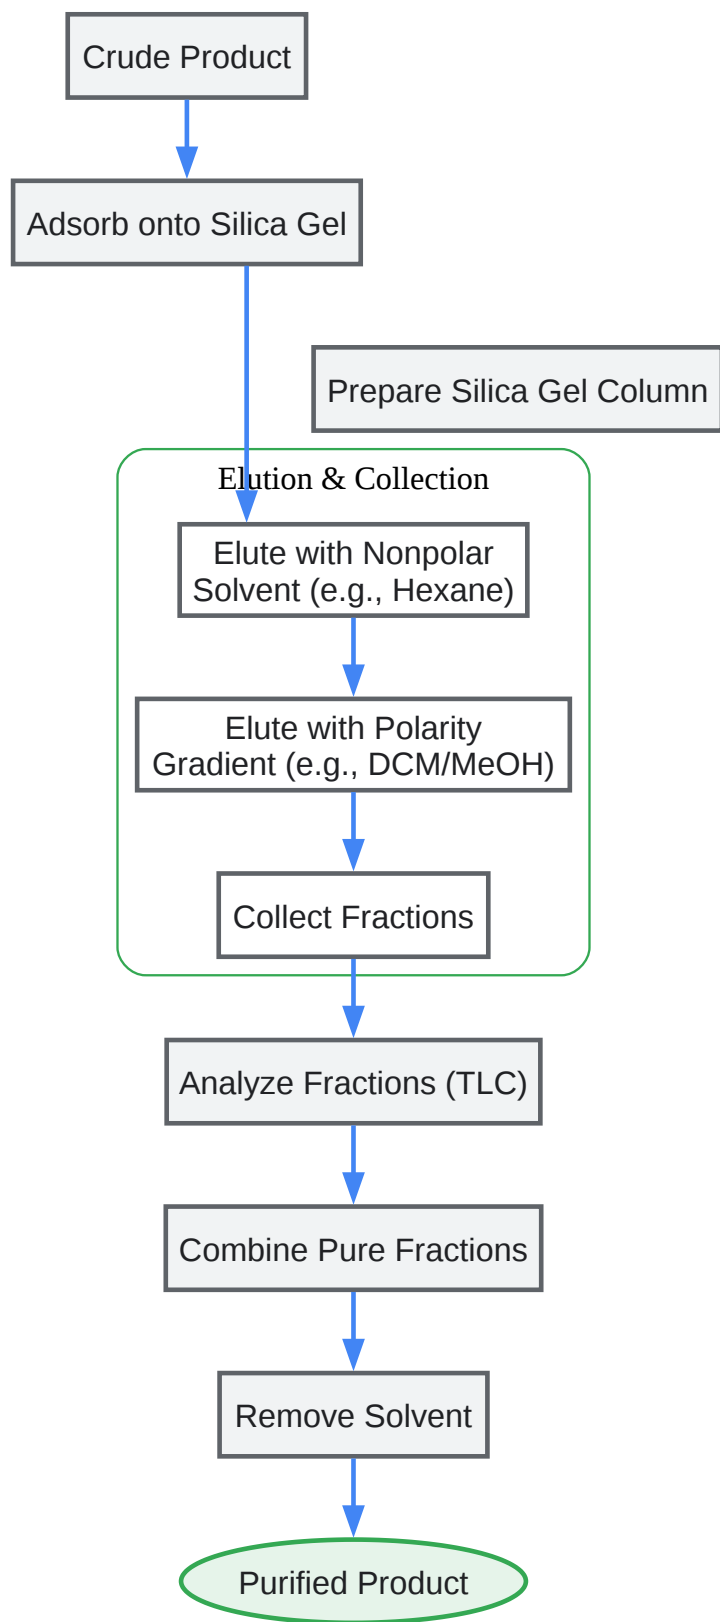 Crude Product
Adsorb onto Silica Gel
Prepare Silica Gel Column
Elution & Collection
Elute with Nonpolar
Solvent (e.g., Hexane)
Elute with Polarity
Gradient (e.g., DCM/MeOH)
Collect Fractions
Analyze Fractions (TLC)
Combine Pure Fractions
Remove Solvent
Purified Product